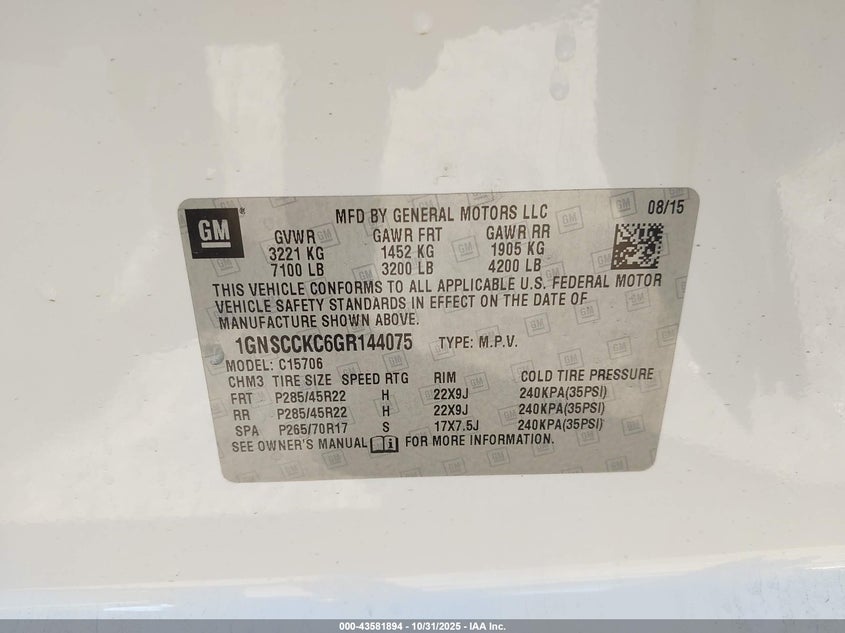 GM ®
MFD BY GENERAL MOTORS LLC 08/15
GVWR GAWR FRT GAWR RR
3221 KG 1452 KG 1905 KG
7100 LB 3200 LB 4200 LB
THIS VEHICLE CONFORMS TO ALL APPLICABLE U.S. FEDERAL MOTOR
VEHICLE SAFETY STANDARDS IN EFFECT ON THE DATE OF
MANUFACTURE SHOWN ABOVE.
1GNSCCKC6GR144075 TYPE: M.P.V.
MODEL: C15706
CHM3 TIRE SIZE SPEED RTG RIM COLD TIRE PRESSURE
FRT P285/45R22 H 22X9J 240KPA(35PSI)
RR P285/45R22 H 22X9J 240KPA(35PSI)
SPA P265/70R17 S 17X7.5J 240KPA(35PSI)
SEE OWNER'S MANUAL FOR MORE INFORMATION.
000-43581894 - 10/31/2025 - IAA Inc.